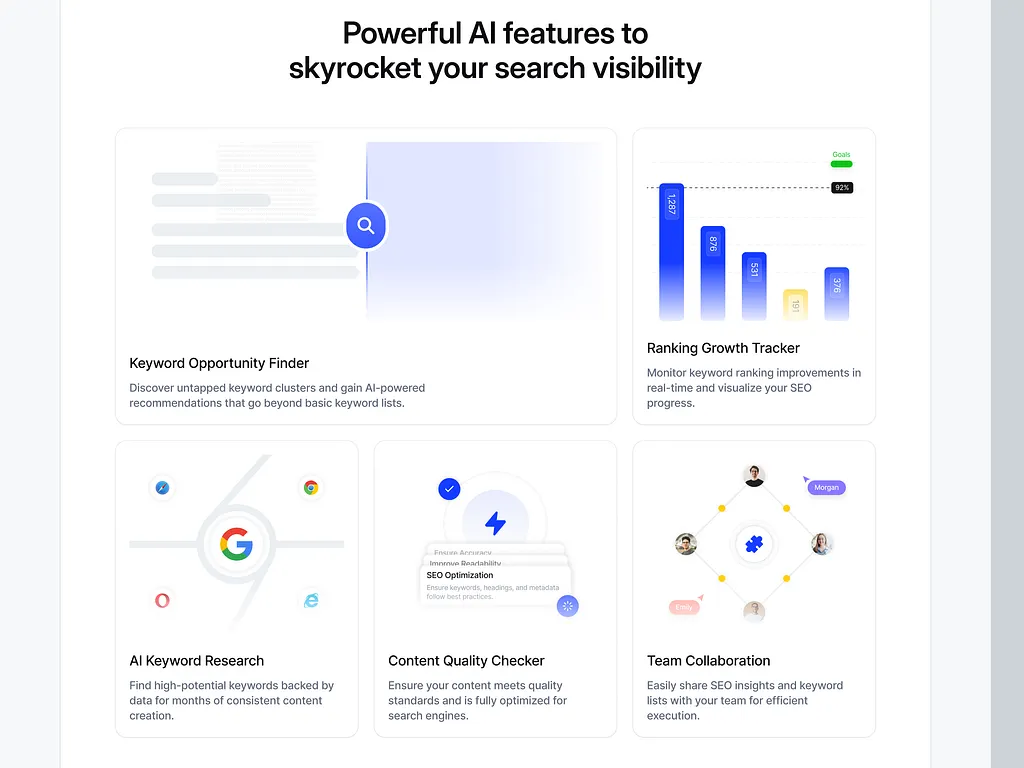 Powerful AI features to
skyrocket your search visibility
Keyword Opportunity Finder
Discover untapped keyword clusters and gain AI-powered
recommendations that go beyond basic keyword lists.
Goals
92%
1,287
876
531
191
376
Ranking Growth Tracker
Monitor keyword ranking improvements in
real-time and visualize your SEO
progress.
AI Keyword Research
Find high-potential keywords backed by
data for months of consistent content
creation.
Ensure Accuracy
Improve Readability
SEO Optimization
Ensure keywords, headings, and metadata
follow best practices.
Content Quality Checker
Ensure your content meets quality
standards and is fully optimized for
search engines.
Morgan
Emily
Team Collaboration
Easily share SEO insights and keyword
lists with your team for efficient
execution.